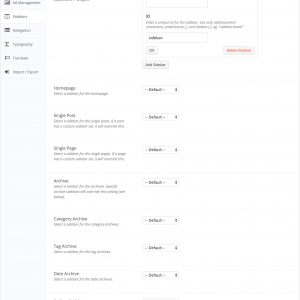 Ad Management
Sidebars
Navigation
Typography
Translate
Import / Export
ID
Enter a unique ID for the sidebar. Use only alphanumeric
characters, underscores (_) and dashes (-), eg. "sidebar-home"
sidebar-
OK
Delete Sidebar
Add Sidebar
Homepage
Select a sidebar for the homepage.
-- Default --
Single Post
Select a sidebar for the single posts. If a post
has a custom sidebar set, it will override this.
-- Default --
Single Page
Select a sidebar for the single pages. If a page
has a custom sidebar set, it will override this.
-- Default --
Archive
Select a sidebar for the archives. Specific
archive sidebars will override this setting (see
below).
-- Default --
Category Archive
Select a sidebar for the category archives.
-- Default --
Tag Archive
Select a sidebar for the tag archives.
-- Default --
Date Archive
Select a sidebar for the date archives.
-- Default --